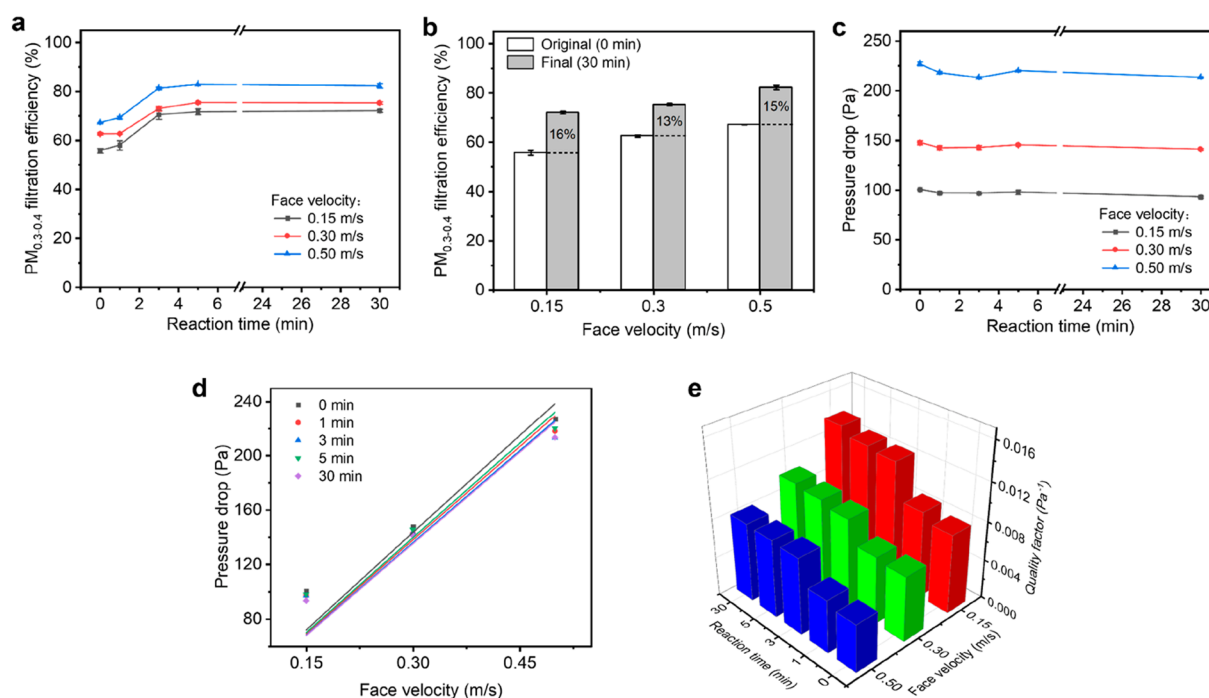 a
PM0.3-0.4 filtration efficiency (%)
100
80
60
40
20
0
Face velocity:
0.15 m/s
0.30 m/s
0.50 m/s
0 2 4 6 24 26 28 30
Reaction time (min)
b
PM0.3-0.4 filtration efficiency (%)
100
80
60
40
20
0
Original (0 min)
Final (30 min)
16%
13%
15%
0.15 0.3 0.5
Face velocity (m/s)
c
Pressure drop (Pa)
250
200
150
100
50
0
Face velocity:
0.15 m/s
0.30 m/s
0.50 m/s
0 2 4 6 24 26 28 30
Reaction time (min)
d
Pressure drop (Pa)
240
200
160
120
80
0 min
1 min
3 min
5 min
30 min
0.15 0.30 0.45
Face velocity (m/s)
e
0.016
0.012
0.008
0.004
0.000
Quality factor (Pa⁻¹)
0.15
0.30
0.50
Face velocity (m/s)
30
5
3
1
0
Reaction time (min)